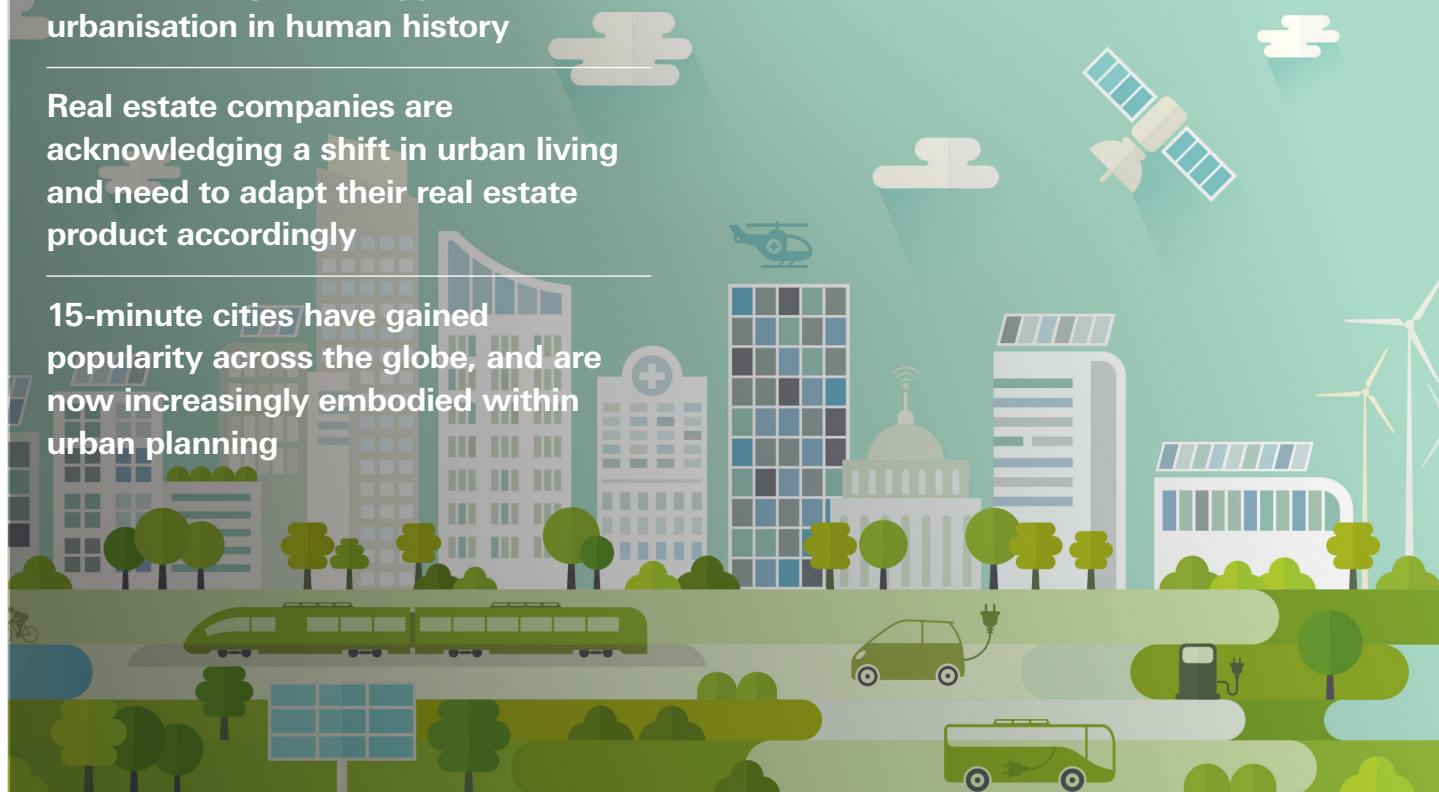 urbanisation in human history
Real estate companies are
acknowledging a shift in urban living
and need to adapt their real estate
product accordingly
15-minute cities have gained
popularity across the globe, and are
now increasingly embodied within
urban planning